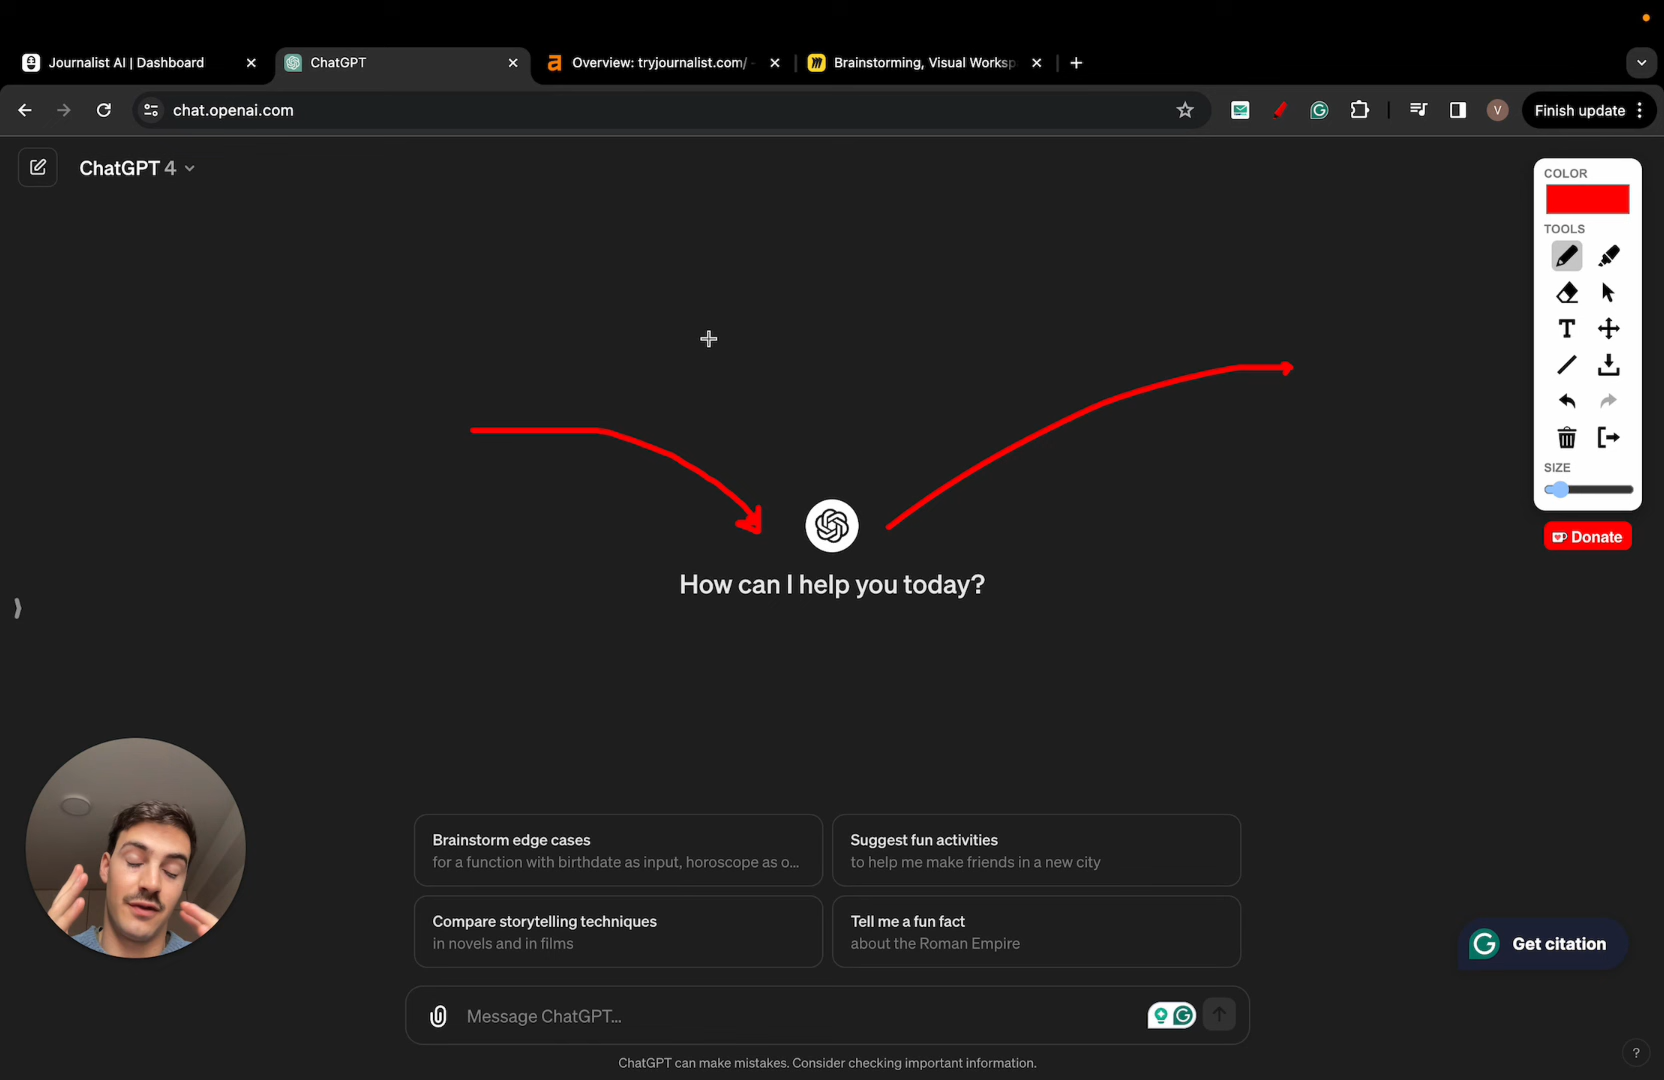 Journalist AI | Dashboard
ChatGPT
Overview: tryjournalist.com/
Brainstorming, Visual Worksp
chat.openai.com
V
Finish update
ChatGPT 4
COLOR
TOOLS
T
SIZE
Donate
How can I help you today?
Brainstorm edge cases
for a function with birthdate as input, horoscope as o...
Suggest fun activities
to help me make friends in a new city
Compare storytelling techniques
in novels and in films
Tell me a fun fact
about the Roman Empire
Get citation
Message ChatGPT...
ChatGPT can make mistakes. Consider checking important information.
?